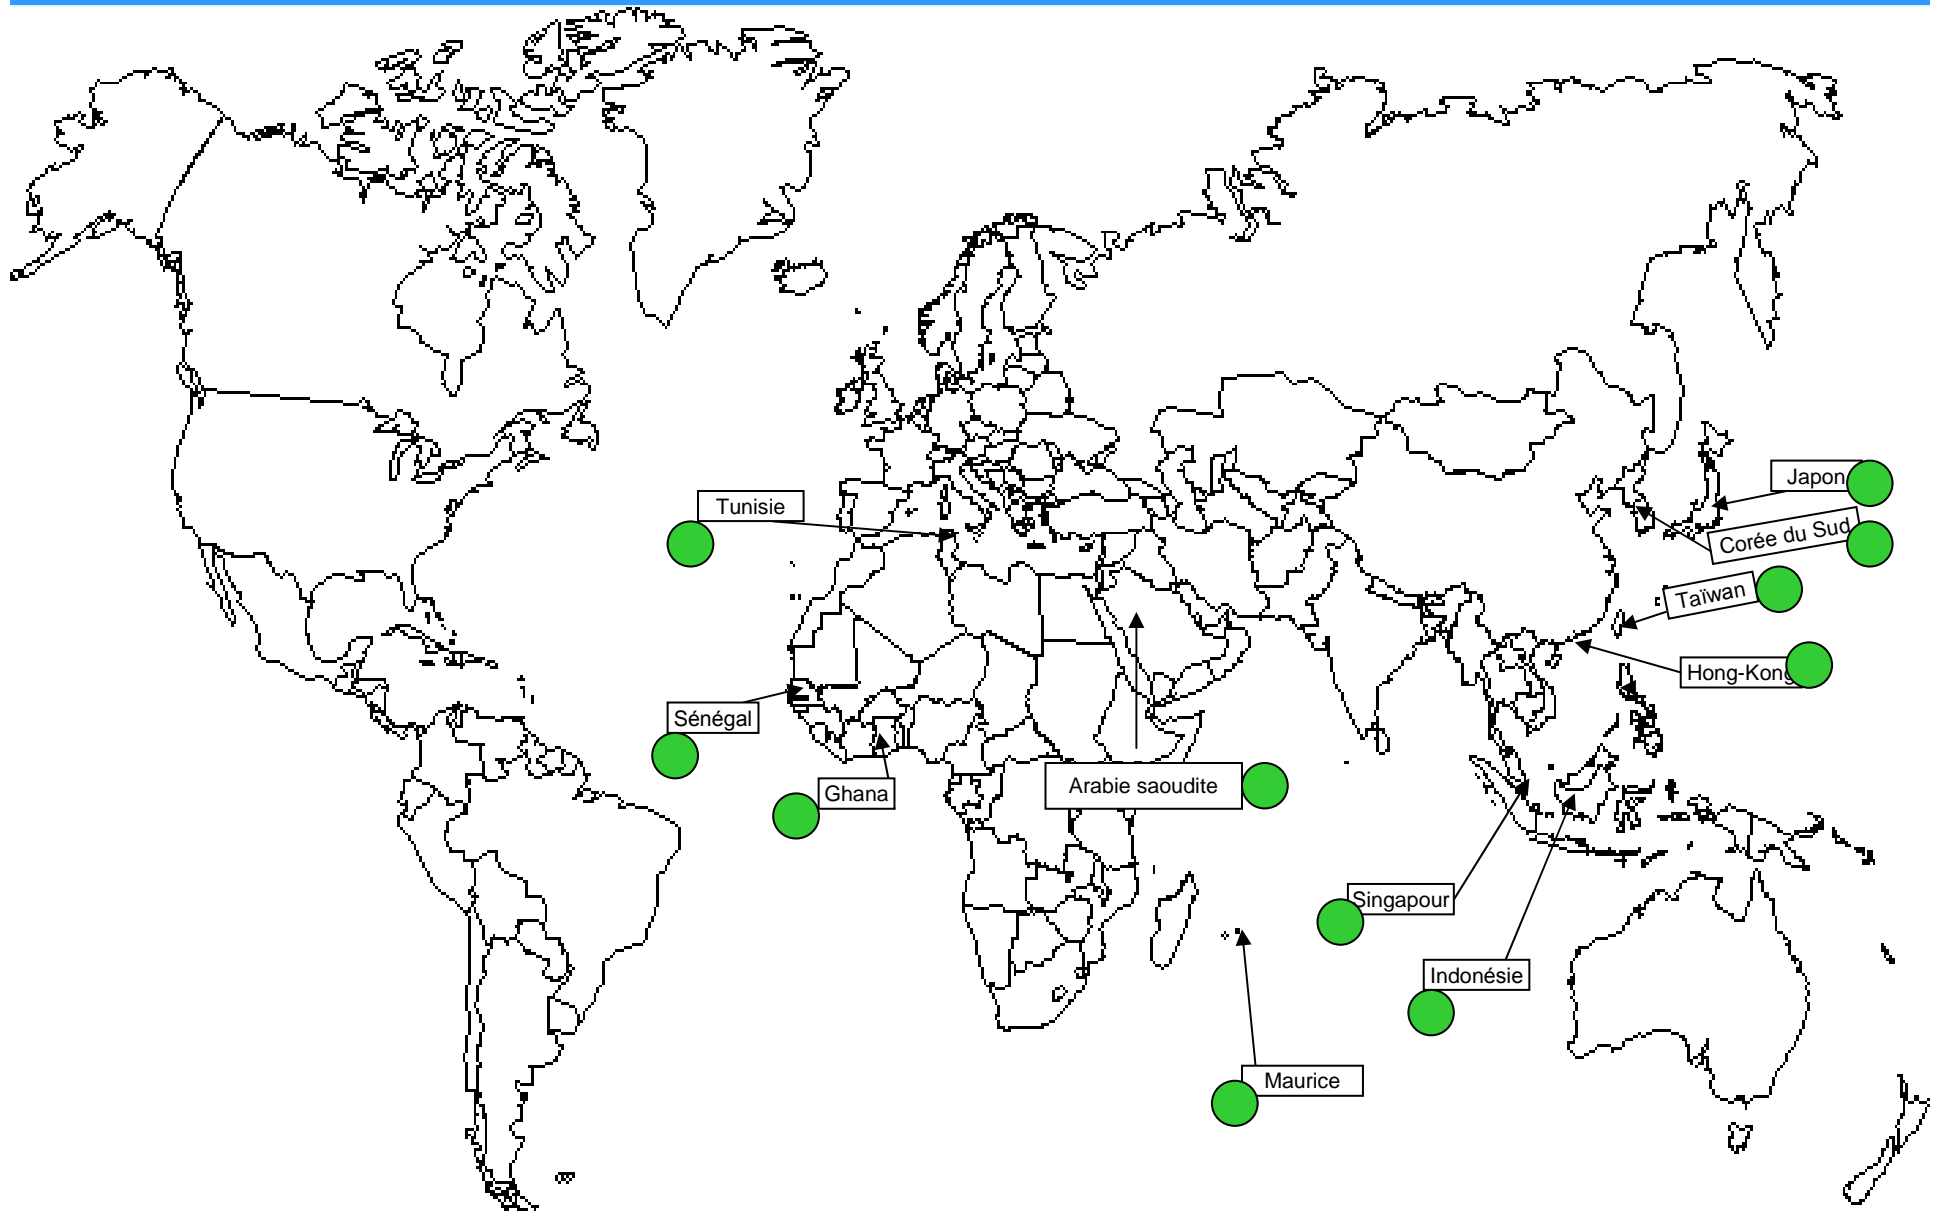 Japon
Tunisie
Corée du Sud
Taïwan
Hong-Kong
Sénégal
Arabie saoudite
Ghana
Singapour
Indonésie
Maurice